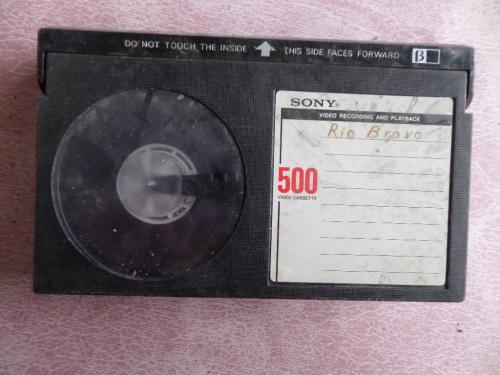 DO NOT TOUCH THE INSIDE THIS SIDE FACES FORWARD β
SONY
VIDEO RECORDING AND PLAYBACK
Rio Bravo
500
VIDEO CASSETTE